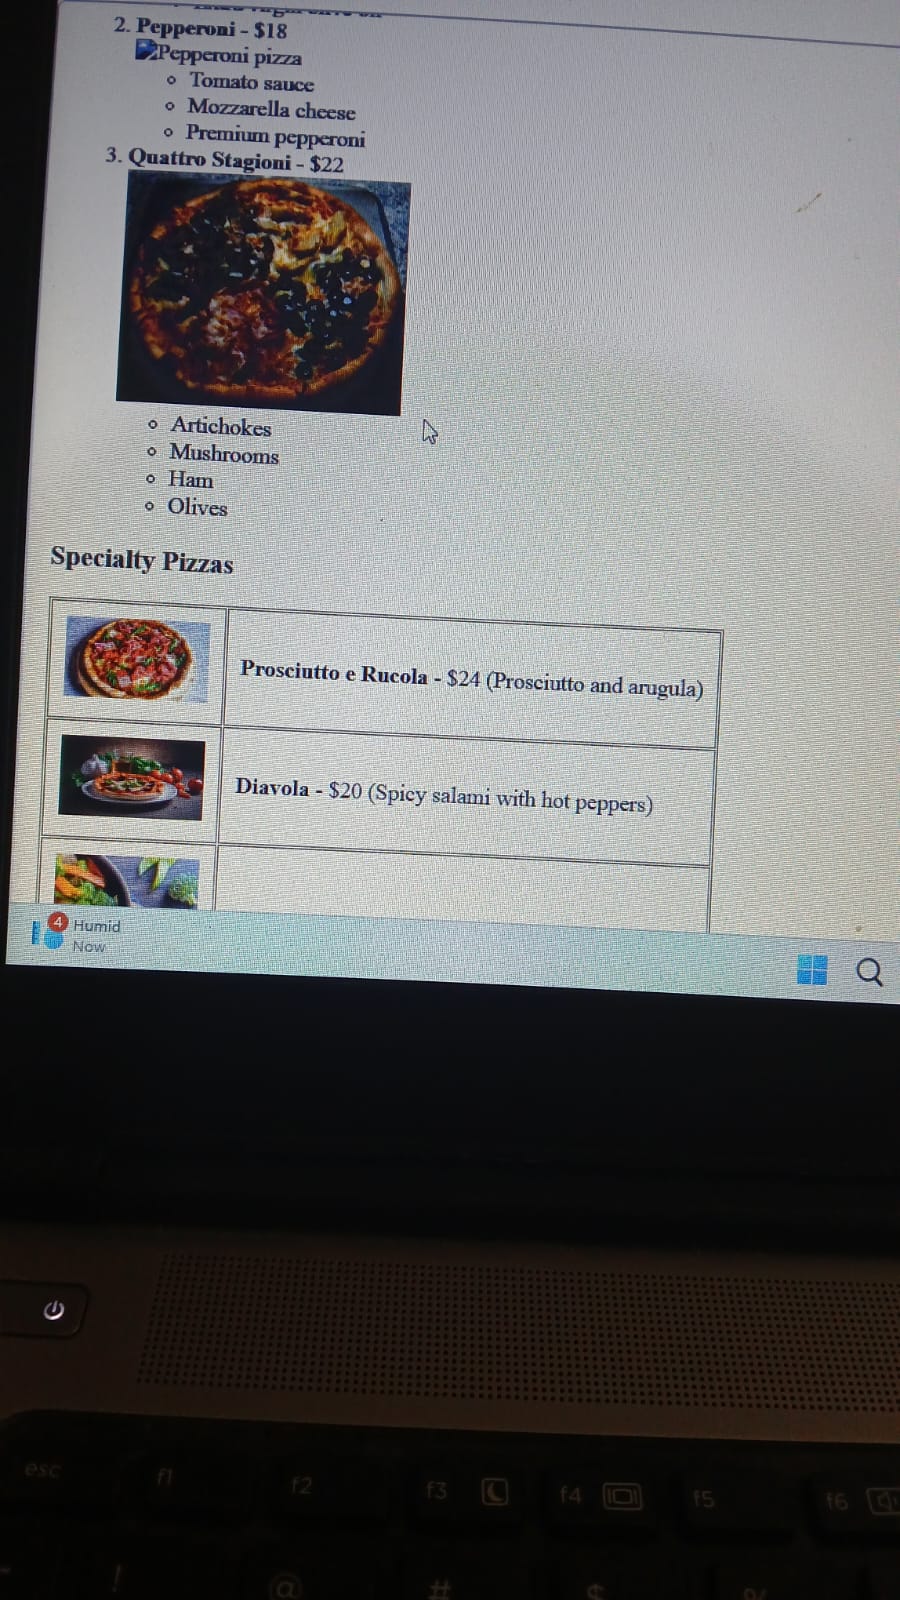 2. Pepperoni - $18
Pepperoni pizza
Tomato sauce
Mozzarella cheese
Premium pepperoni
3. Quattro Stagioni - $22
Artichokes
Mushrooms
Ham
Olives
Specialty Pizzas
Prosciutto e Rucola - $24 (Prosciutto and arugula)
Diavola - $20 (Spicy salami with hot peppers)
4
Humid
Now
esc
f1
f2
f3
f4
f5
f6
!
@
#
$
%